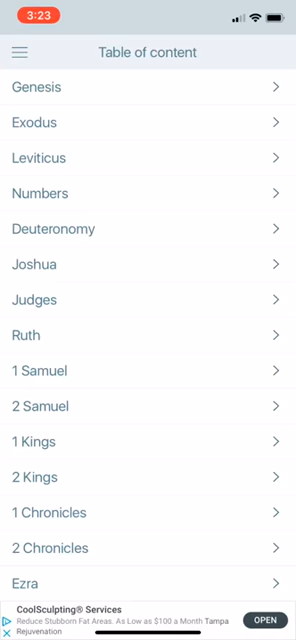 3:23
Table of content
Genesis
Exodus
Leviticus
Numbers
Deuteronomy
Joshua
Judges
Ruth
1 Samuel
2 Samuel
1 Kings
2 Kings
1 Chronicles
2 Chronicles
Ezra
CoolSculpting® Services
Reduce Stubborn Fat Areas. As Low as $100 a Month Tampa
Rejuvenation
OPEN